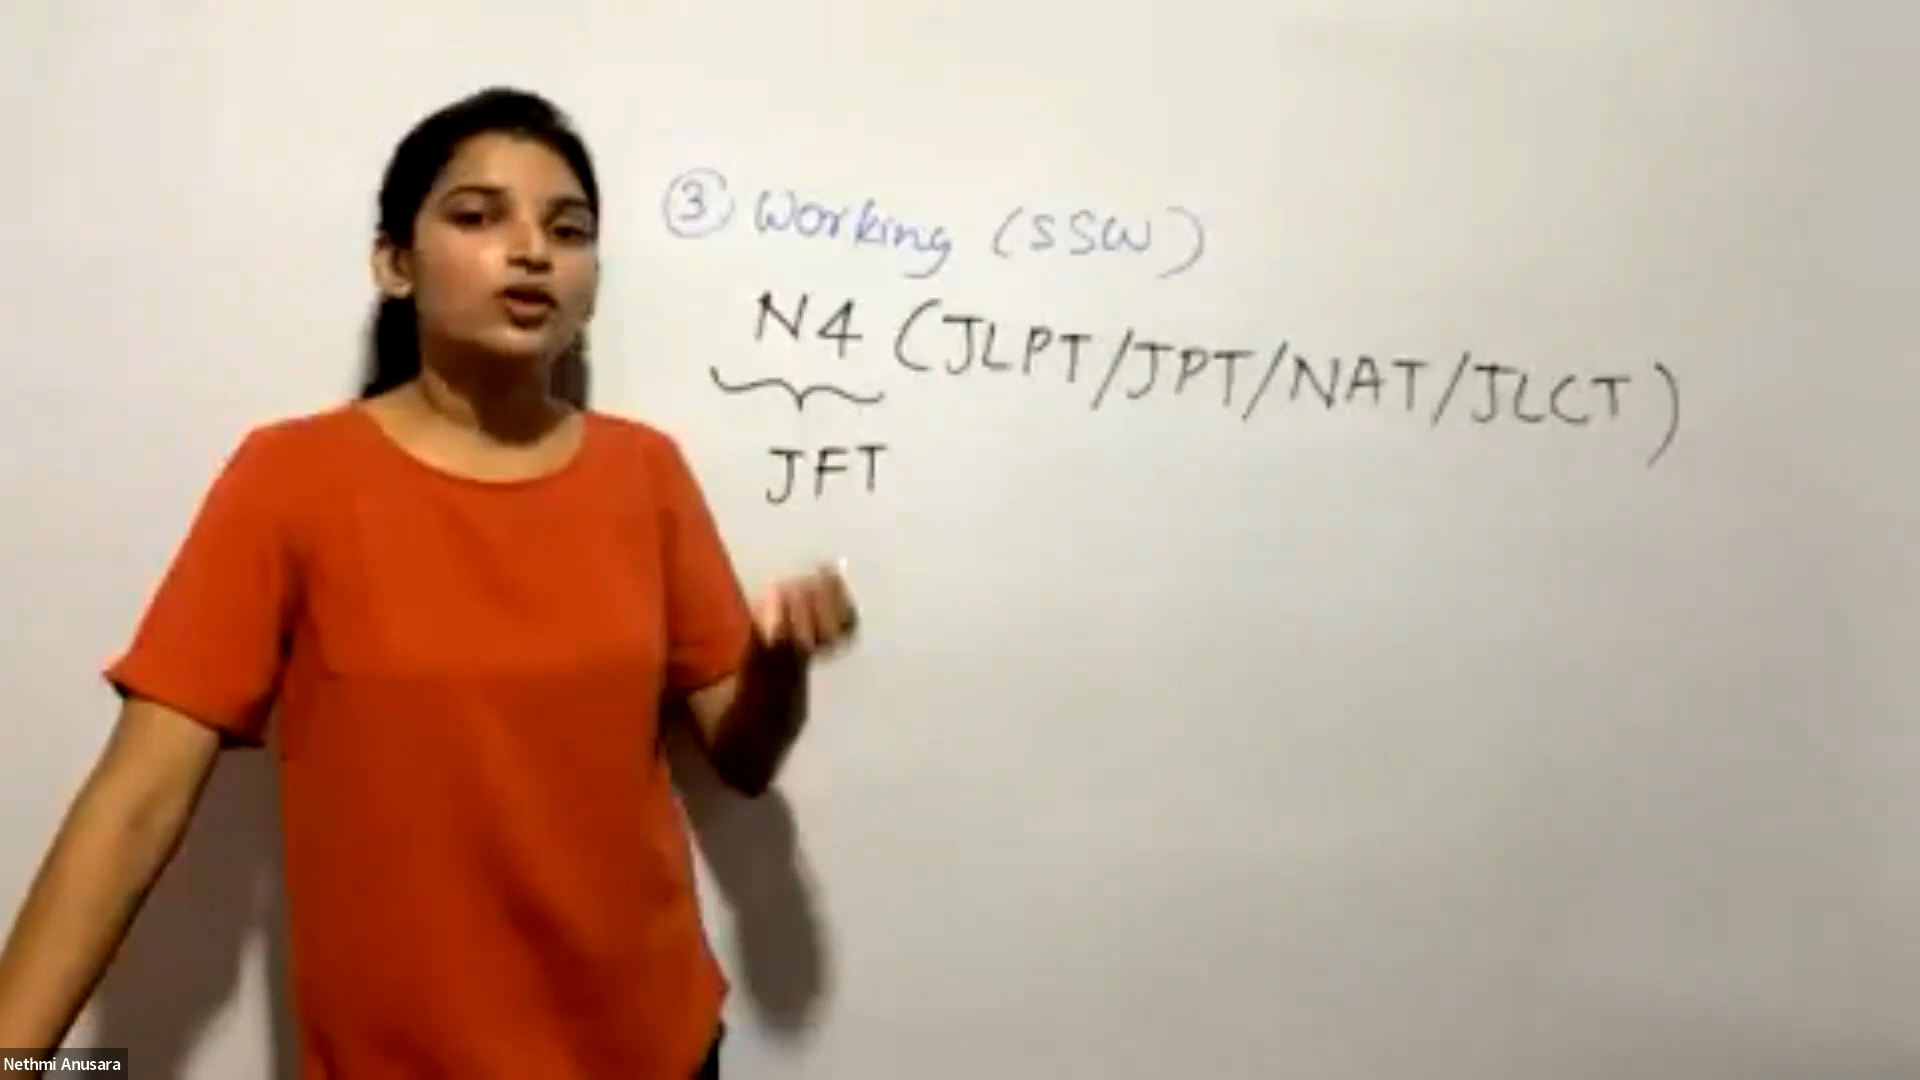 ③ Working (SSW)
N4 (JLPT/JPT/NAT/JLCT)
JFT
Nethmi Anusara